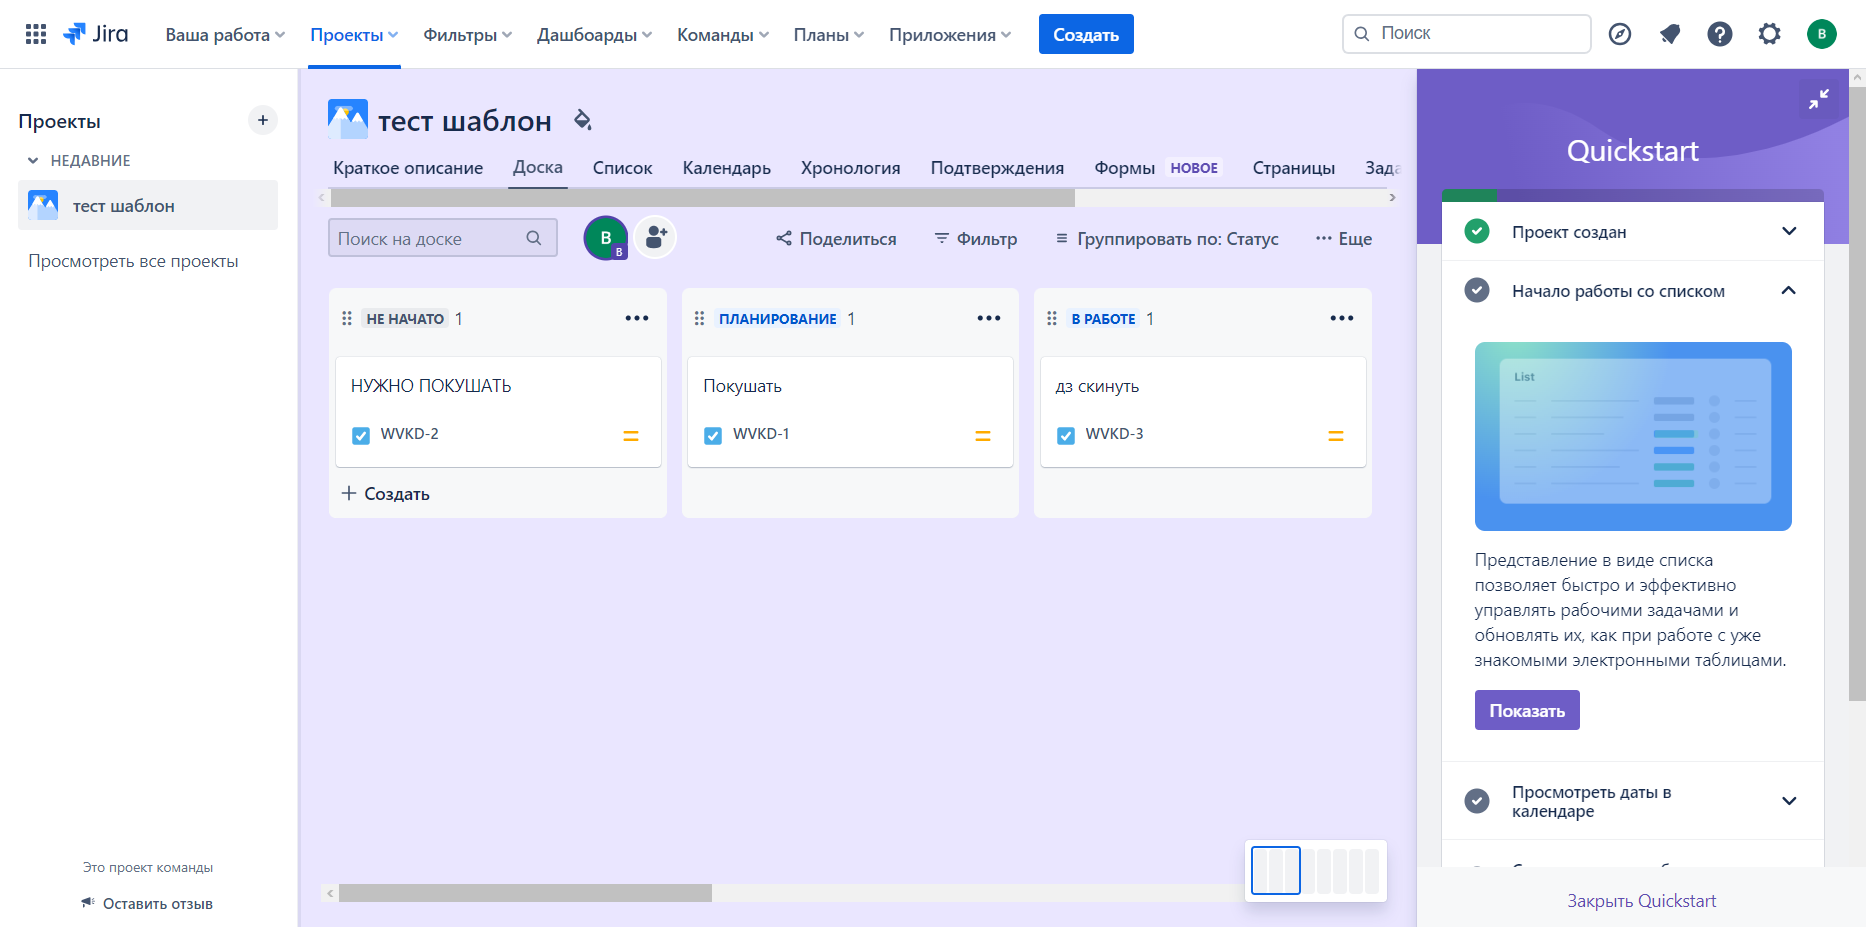 Jira
Ваша работа
Проекты
Фильтры
Дашбоарды
Команды
Планы
Приложения
Создать
Поиск
B
Проекты
НЕДАВНИЕ
тест шаблон
Просмотреть все проекты
Это проект команды
Оставить отзыв
тест шаблон
Краткое описание
Доска
Список
Календарь
Хронология
Подтверждения
Формы НОВОЕ
Страницы
Зада
Поиск на доске
B
B
Поделиться
Фильтр
Группировать по: Статус
Еще
НЕ НАЧАТО 1
НУЖНО ПОКУШАТЬ
WVKD-2
Создать
ПЛАНИРОВАНИЕ 1
Покушать
WVKD-1
В РАБОТЕ 1
дз скинуть
WVKD-3
Quickstart
Проект создан
Начало работы со списком
List
Представление в виде списка
позволяет быстро и эффективно
управлять рабочими задачами и
обновлять их, как при работе с уже
знакомыми электронными таблицами.
Показать
Просмотреть даты в
календаре
Закрыть Quickstart